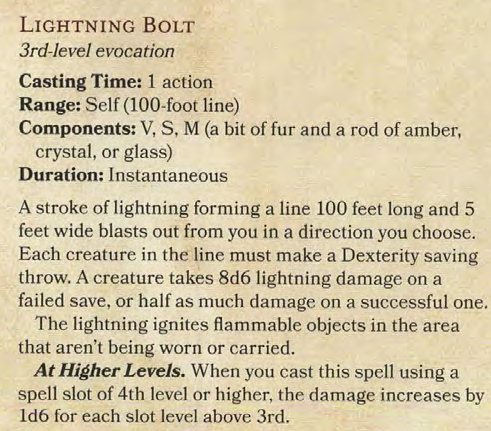 LIGHTNING BOLT
3rd-level evocation
Casting Time: 1 action
Range: Self (100-foot line)
Components: V, S, M (a bit of fur and a rod of amber,
crystal, or glass)
Duration: Instantaneous
A stroke of lightning forming a line 100 feet long and 5
feet wide blasts out from you in a direction you choose.
Each creature in the line must make a Dexterity saving
throw. A creature takes 8d6 lightning damage on a
failed save, or half as much damage on a successful one.
The lightning ignites flammable objects in the area
that aren't being worn or carried.
At Higher Levels. When you cast this spell using a
spell slot of 4th level or higher, the damage increases by
1d6 for each slot level above 3rd.